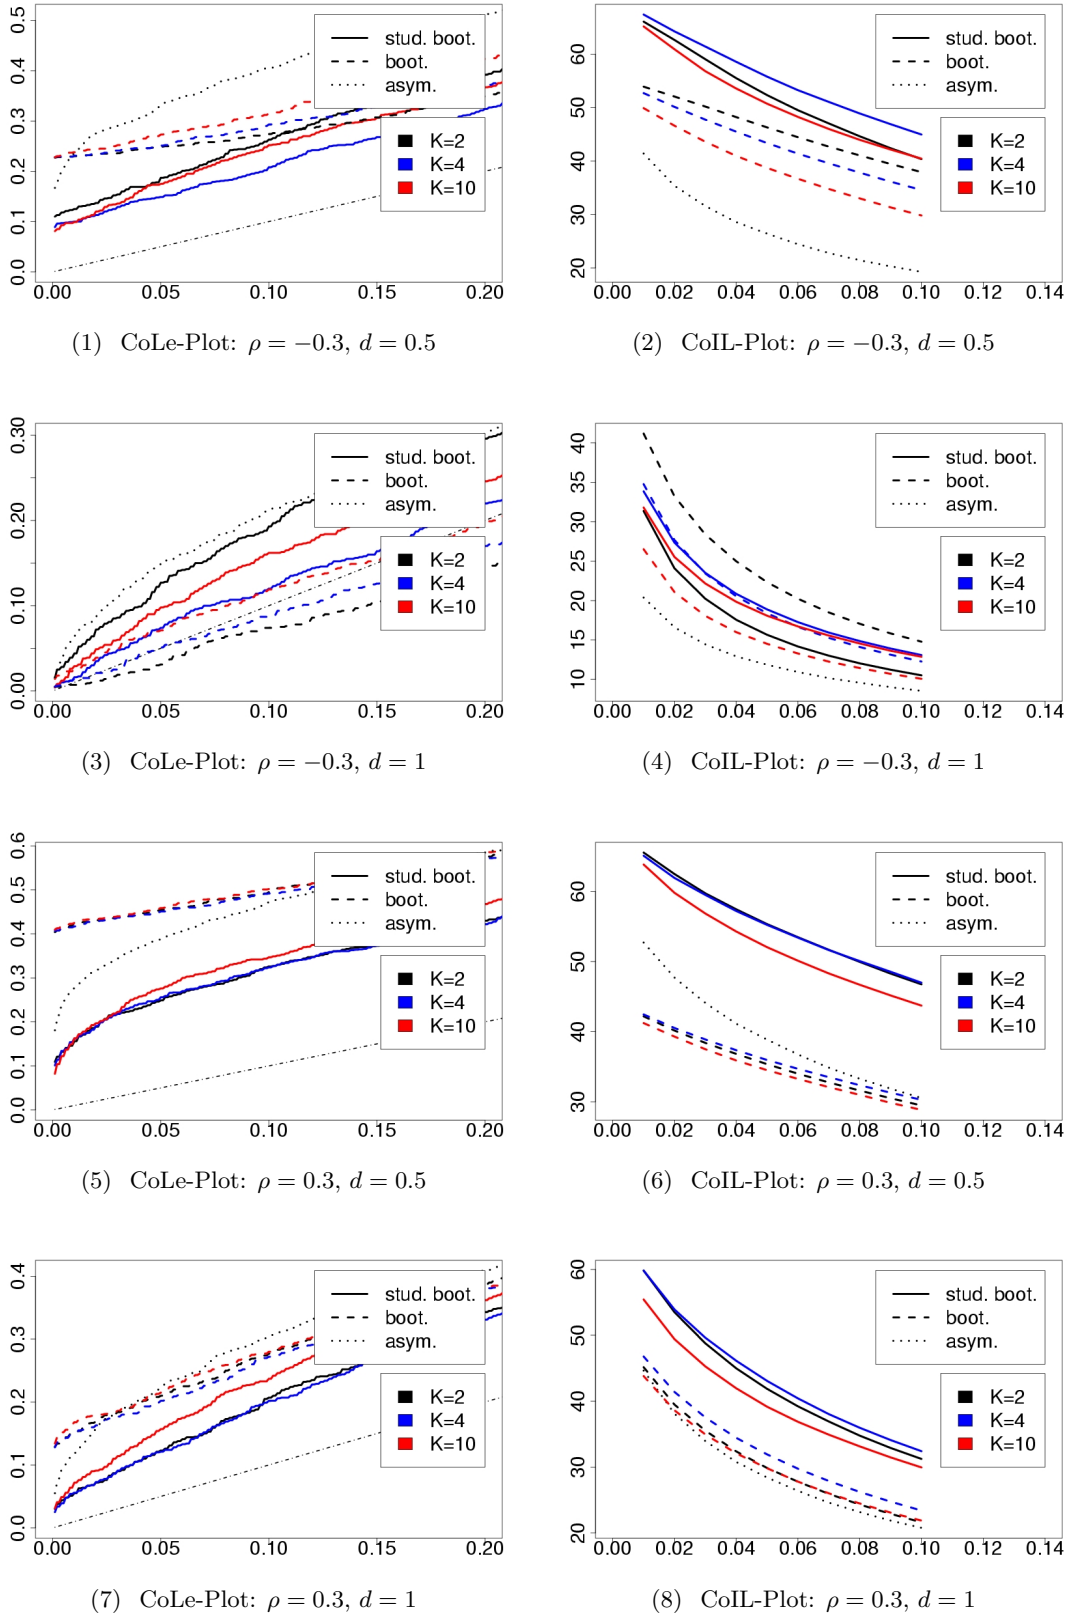 0.0 0.1 0.2 0.3 0.4 0.5
stud. boot.
boot.
asym.
K=2
K=4
K=10
0.00 0.05 0.10 0.15 0.20
(1) CoLe-Plot: ρ = −0.3, d = 0.5
20 30 40 50 60
stud. boot.
boot.
asym.
K=2
K=4
K=10
0.00 0.02 0.04 0.06 0.08 0.10 0.12 0.14
(2) CoIL-Plot: ρ = −0.3, d = 0.5
0.00 0.10 0.20 0.30
stud. boot.
boot.
asym.
K=2
K=4
K=10
0.00 0.05 0.10 0.15 0.20
(3) CoLe-Plot: ρ = −0.3, d = 1
10 15 20 25 30 35 40
stud. boot.
boot.
asym.
K=2
K=4
K=10
0.00 0.02 0.04 0.06 0.08 0.10 0.12 0.14
(4) CoIL-Plot: ρ = −0.3, d = 1
0.0 0.1 0.2 0.3 0.4 0.5 0.6
stud. boot.
boot.
asym.
K=2
K=4
K=10
0.00 0.05 0.10 0.15 0.20
(5) CoLe-Plot: ρ = 0.3, d = 0.5
30 40 50 60
stud. boot.
boot.
asym.
K=2
K=4
K=10
0.00 0.02 0.04 0.06 0.08 0.10 0.12 0.14
(6) CoIL-Plot: ρ = 0.3, d = 0.5
0.0 0.1 0.2 0.3 0.4
stud. boot.
boot.
asym.
K=2
K=4
K=10
0.00 0.05 0.10 0.15 0.20
(7) CoLe-Plot: ρ = 0.3, d = 1
20 30 40 50 60
stud. boot.
boot.
asym.
K=2
K=4
K=10
0.00 0.02 0.04 0.06 0.08 0.10 0.12 0.14
(8) CoIL-Plot: ρ = 0.3, d = 1